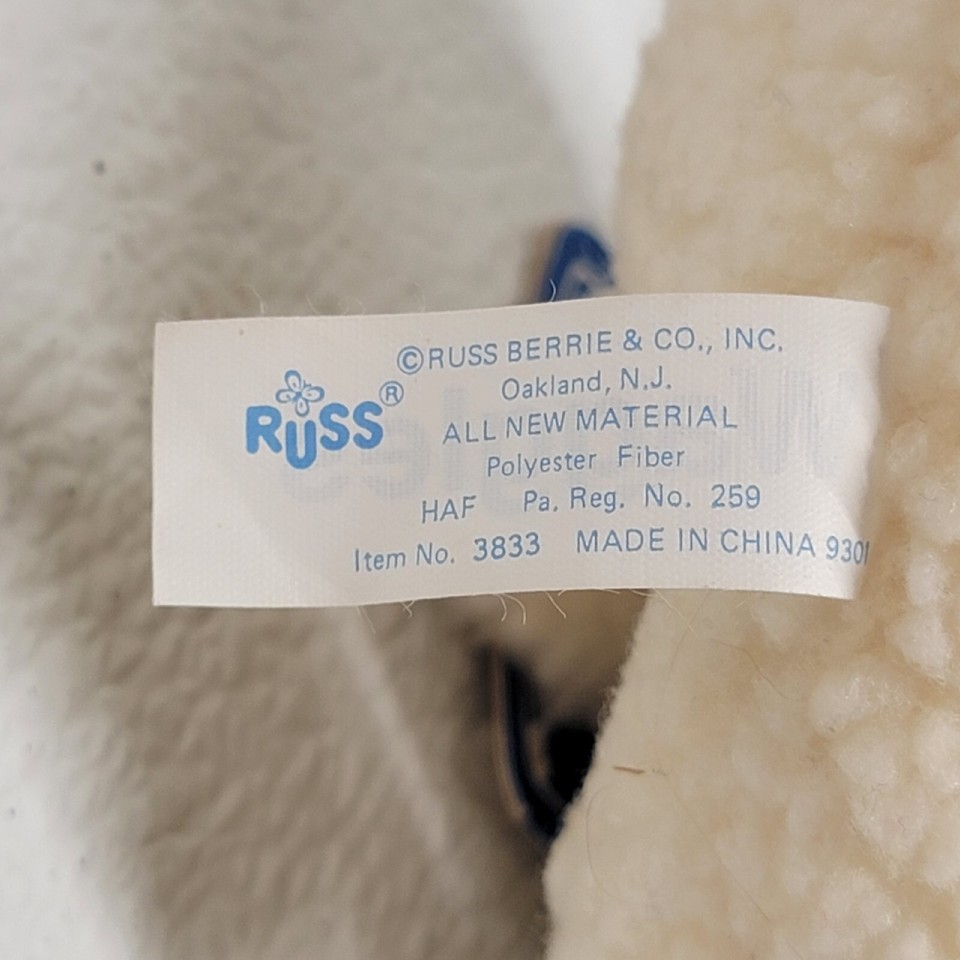 ©RUSS BERRIE & CO., INC.
RUSS®
Oakland, N.J.
ALL NEW MATERIAL
Polyester Fiber
HAF Pa. Reg. No. 259
Item No. 3833 MADE IN CHINA 9301